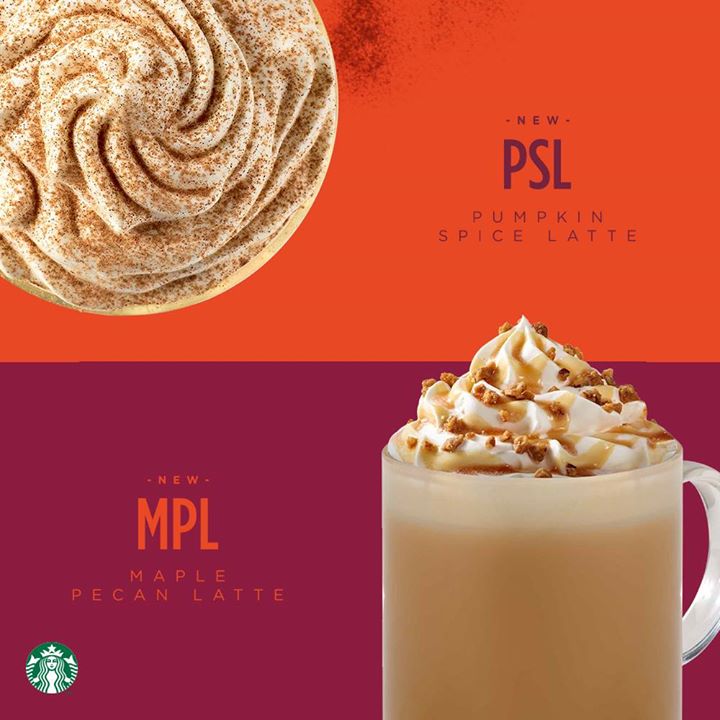 - NEW -
PSL
PUMPKIN
SPICE LATTE
- NEW -
MPL
MAPLE
PECAN LATTE